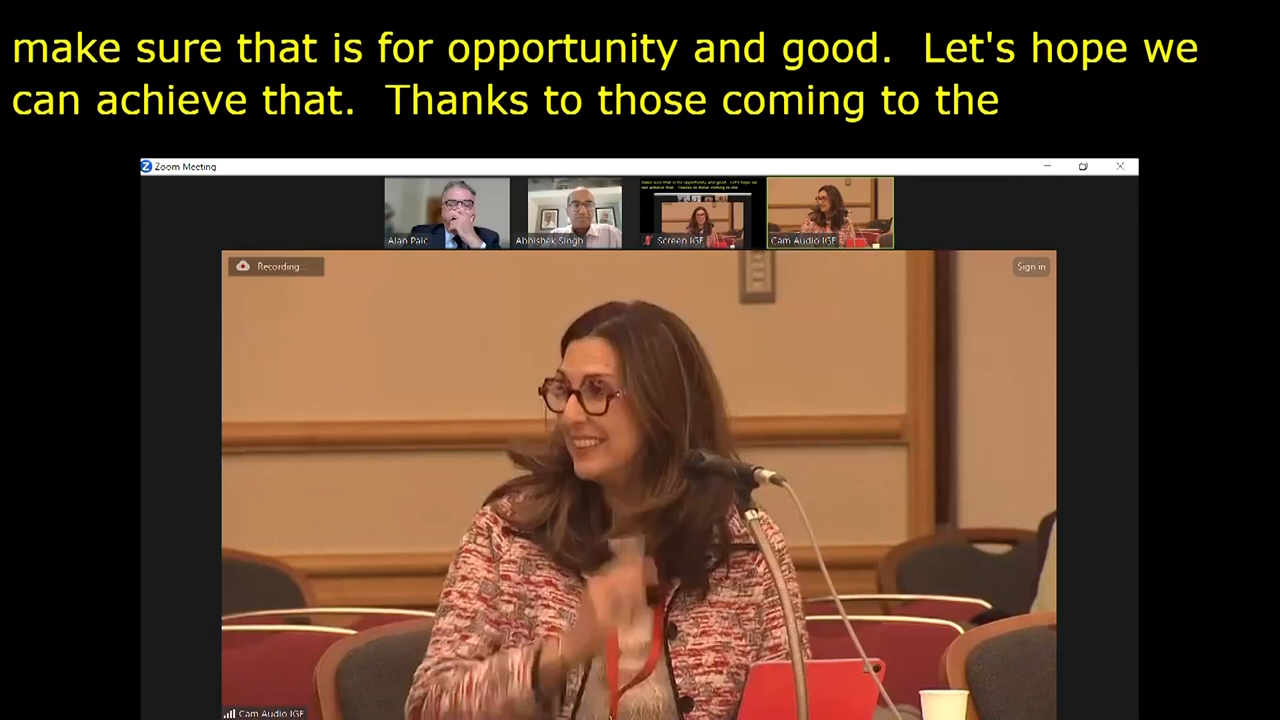 make sure that is for opportunity and good.  Let's hope we
can achieve that.  Thanks to those coming to the
Zoom Meeting
Alan Paic
Abhishek Singh
Screen IGF
Cam Audio IGF
Recording...
Sign in
Cam Audio IGF